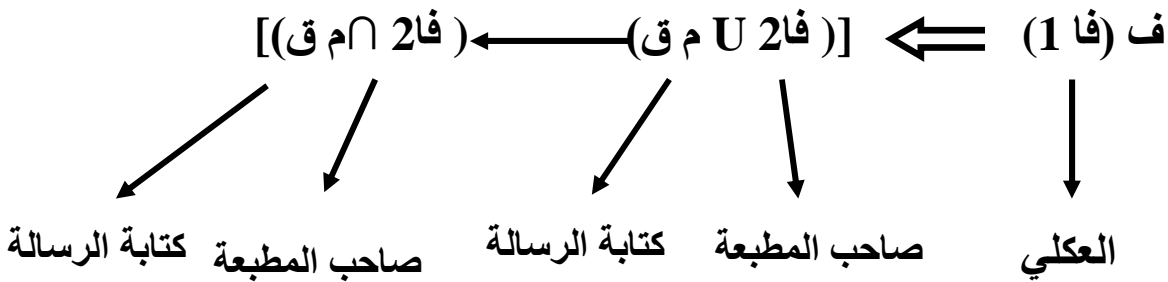 ف (فا 1) ⇐ [( فا2 U م ق) ← ( فا2 ∩ م ق)]
العكلي صاحب المطبعة كتابة الرسالة صاحب المطبعة كتابة الرسالة